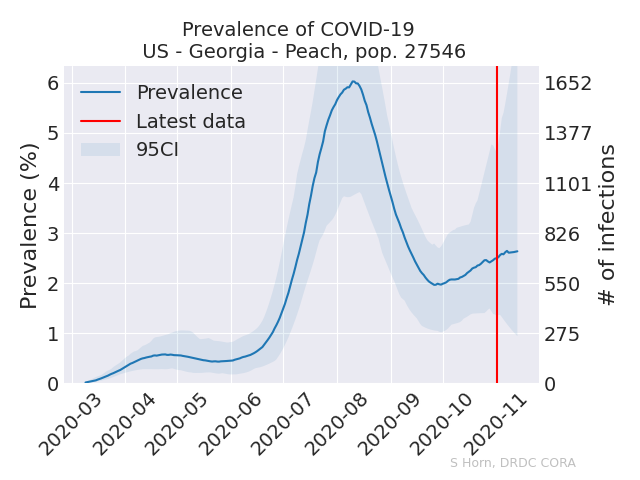 Prevalence of COVID-19
US - Georgia - Peach, pop. 27546
Prevalence
Latest data
95CI
Prevalence (%)
6
5
4
3
2
1
0
1652
1377
1101
826
550
275
0
# of infections
2020-03
2020-04
2020-05
2020-06
2020-07
2020-08
2020-09
2020-10
2020-11
S Horn, DRDC CORA